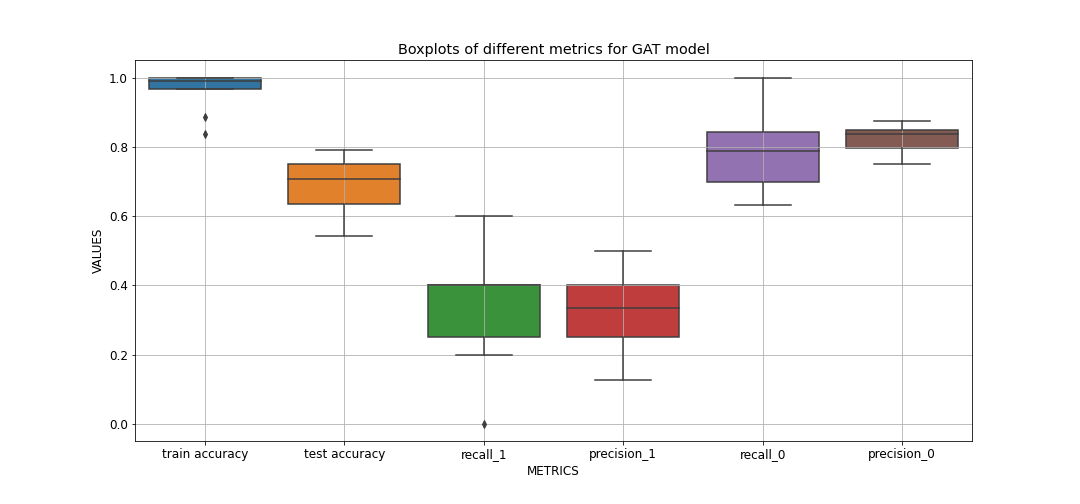 Boxplots of different metrics for GAT model
1.0
0.8
0.6
0.4
0.2
0.0
VALUES
train accuracy
test accuracy
recall_1
precision_1
recall_0
precision_0
METRICS